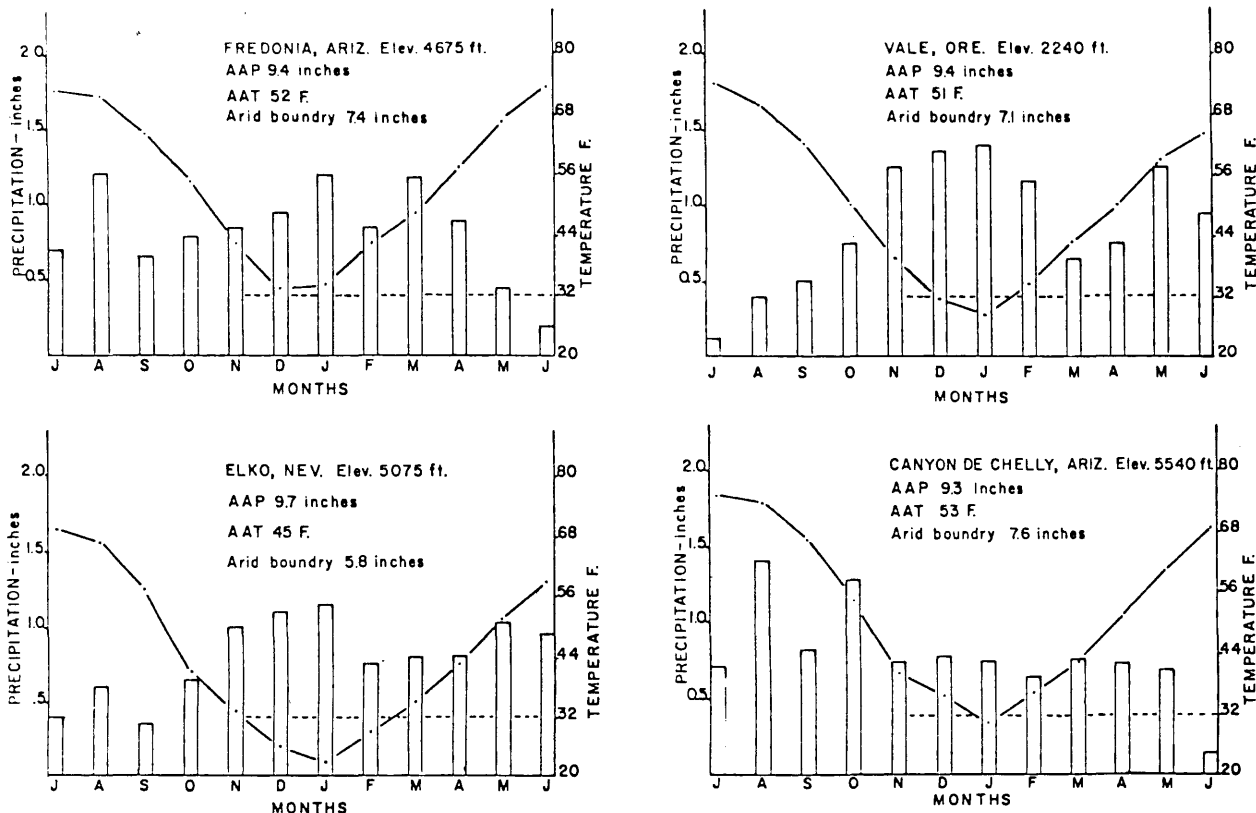 FREDONIA, ARIZ. Elev. 4675 ft.
AAP 9.4 inches
AAT 52 F.
Arid boundry 7.4 inches
PRECIPITATION-inches
2.0
1.5
1.0
0.5
80
68
56
44
32
20
TEMPERATURE F.
J A S O N D J F M A M J
MONTHS
VALE, ORE. Elev. 2240 ft.
AAP 9.4 inches
AAT 51 F.
Arid boundry 7.1 inches
PRECIPITATION-inches
2.0
1.5
1.0
0.5
80
68
56
44
32
20
TEMPERATURE F.
J A S O N D J F M A M J
MONTHS
ELKO, NEV. Elev. 5075 ft.
AAP 9.7 inches
AAT 45 F.
Arid boundry 5.8 inches
PRECIPITATION-inches
2.0
1.5
1.0
.5
80
68
56
44
32
20
TEMPERATURE F.
J A S O N D J F M A M J
MONTHS
CANYON DE CHELLY, ARIZ. Elev. 5540 ft.
AAP 9.3 Inches
AAT 53 F.
Arid boundry 7.6 inches
PRECIPITATION-inches
2.0
1.5
1.0
0.5
80
68
56
44
32
20
TEMPERATURE F.
J A S O N D J F M A M J
MONTHS